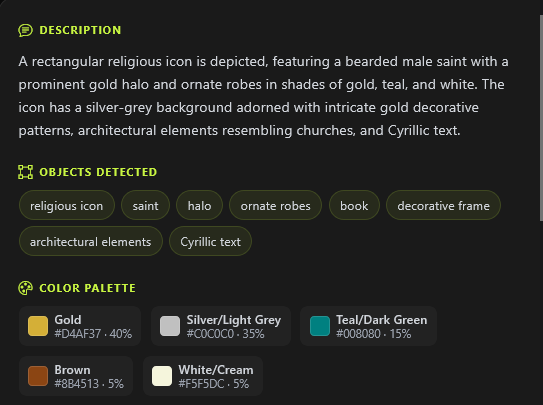 DESCRIPTION
A rectangular religious icon is depicted, featuring a bearded male saint with a
prominent gold halo and ornate robes in shades of gold, teal, and white. The
icon has a silver-grey background adorned with intricate gold decorative
patterns, architectural elements resembling churches, and Cyrillic text.
OBJECTS DETECTED
religious icon saint halo ornate robes book decorative frame
architectural elements Cyrillic text
COLOR PALETTE
Gold Silver/Light Grey Teal/Dark Green
#D4AF37 · 40% #C0C0C0 · 35% #008080 · 15%
Brown White/Cream
#8B4513 · 5% #F5F5DC · 5%